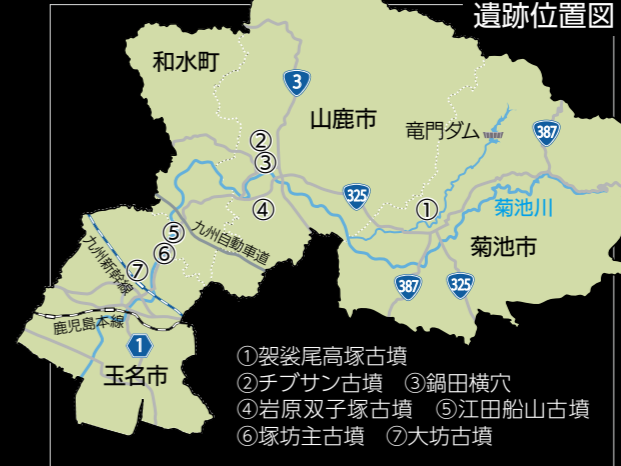 遺跡位置図
和水町
3
山鹿市
竜門ダム
387
②
③
325
①
菊池川
④
⑤
九州自動車道
菊池市
⑥
九州新幹線
⑦
387
325
鹿児島本線
1
玉名市
①袈裟尾高塚古墳
②チブサン古墳　③鍋田横穴
④岩原双子塚古墳　⑤江田船山古墳
⑥塚坊主古墳　⑦大坊古墳